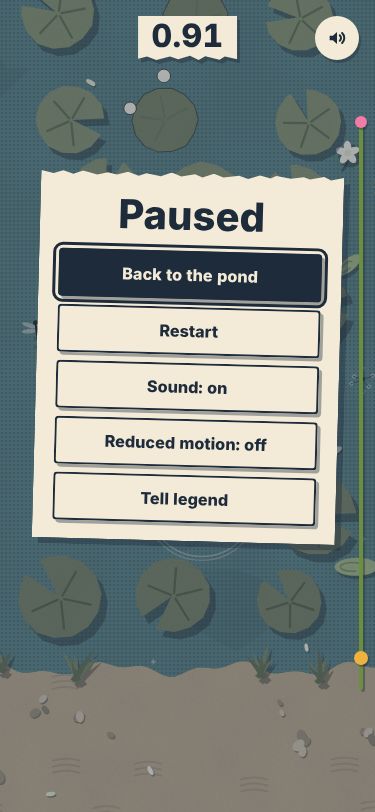 0.91
Paused
Back to the pond
Restart
Sound: on
Reduced motion: off
Tell legend